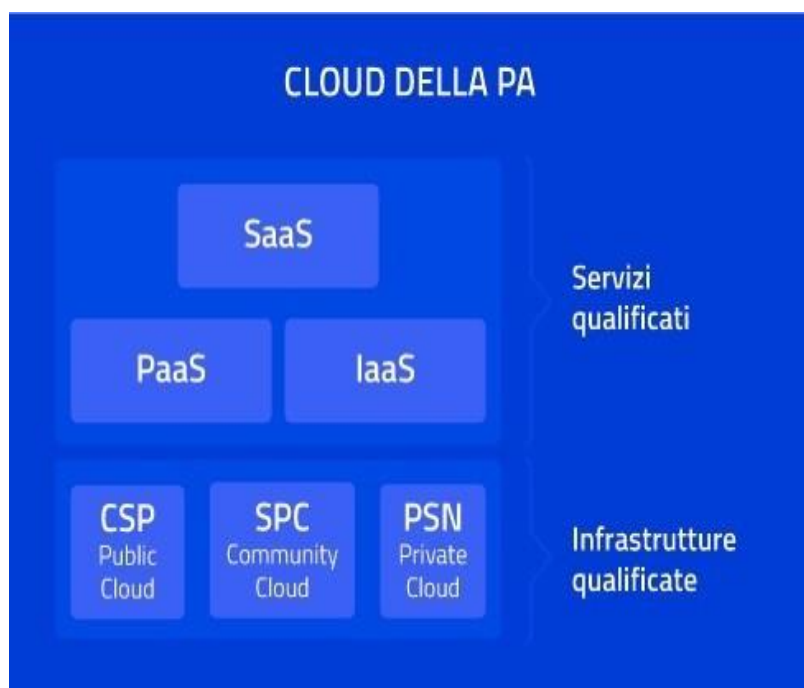 CLOUD DELLA PA
SaaS
PaaS
IaaS
Servizi
qualificati
CSP
Public
Cloud
SPC
Community
Cloud
PSN
Private
Cloud
Infrastrutture
qualificate